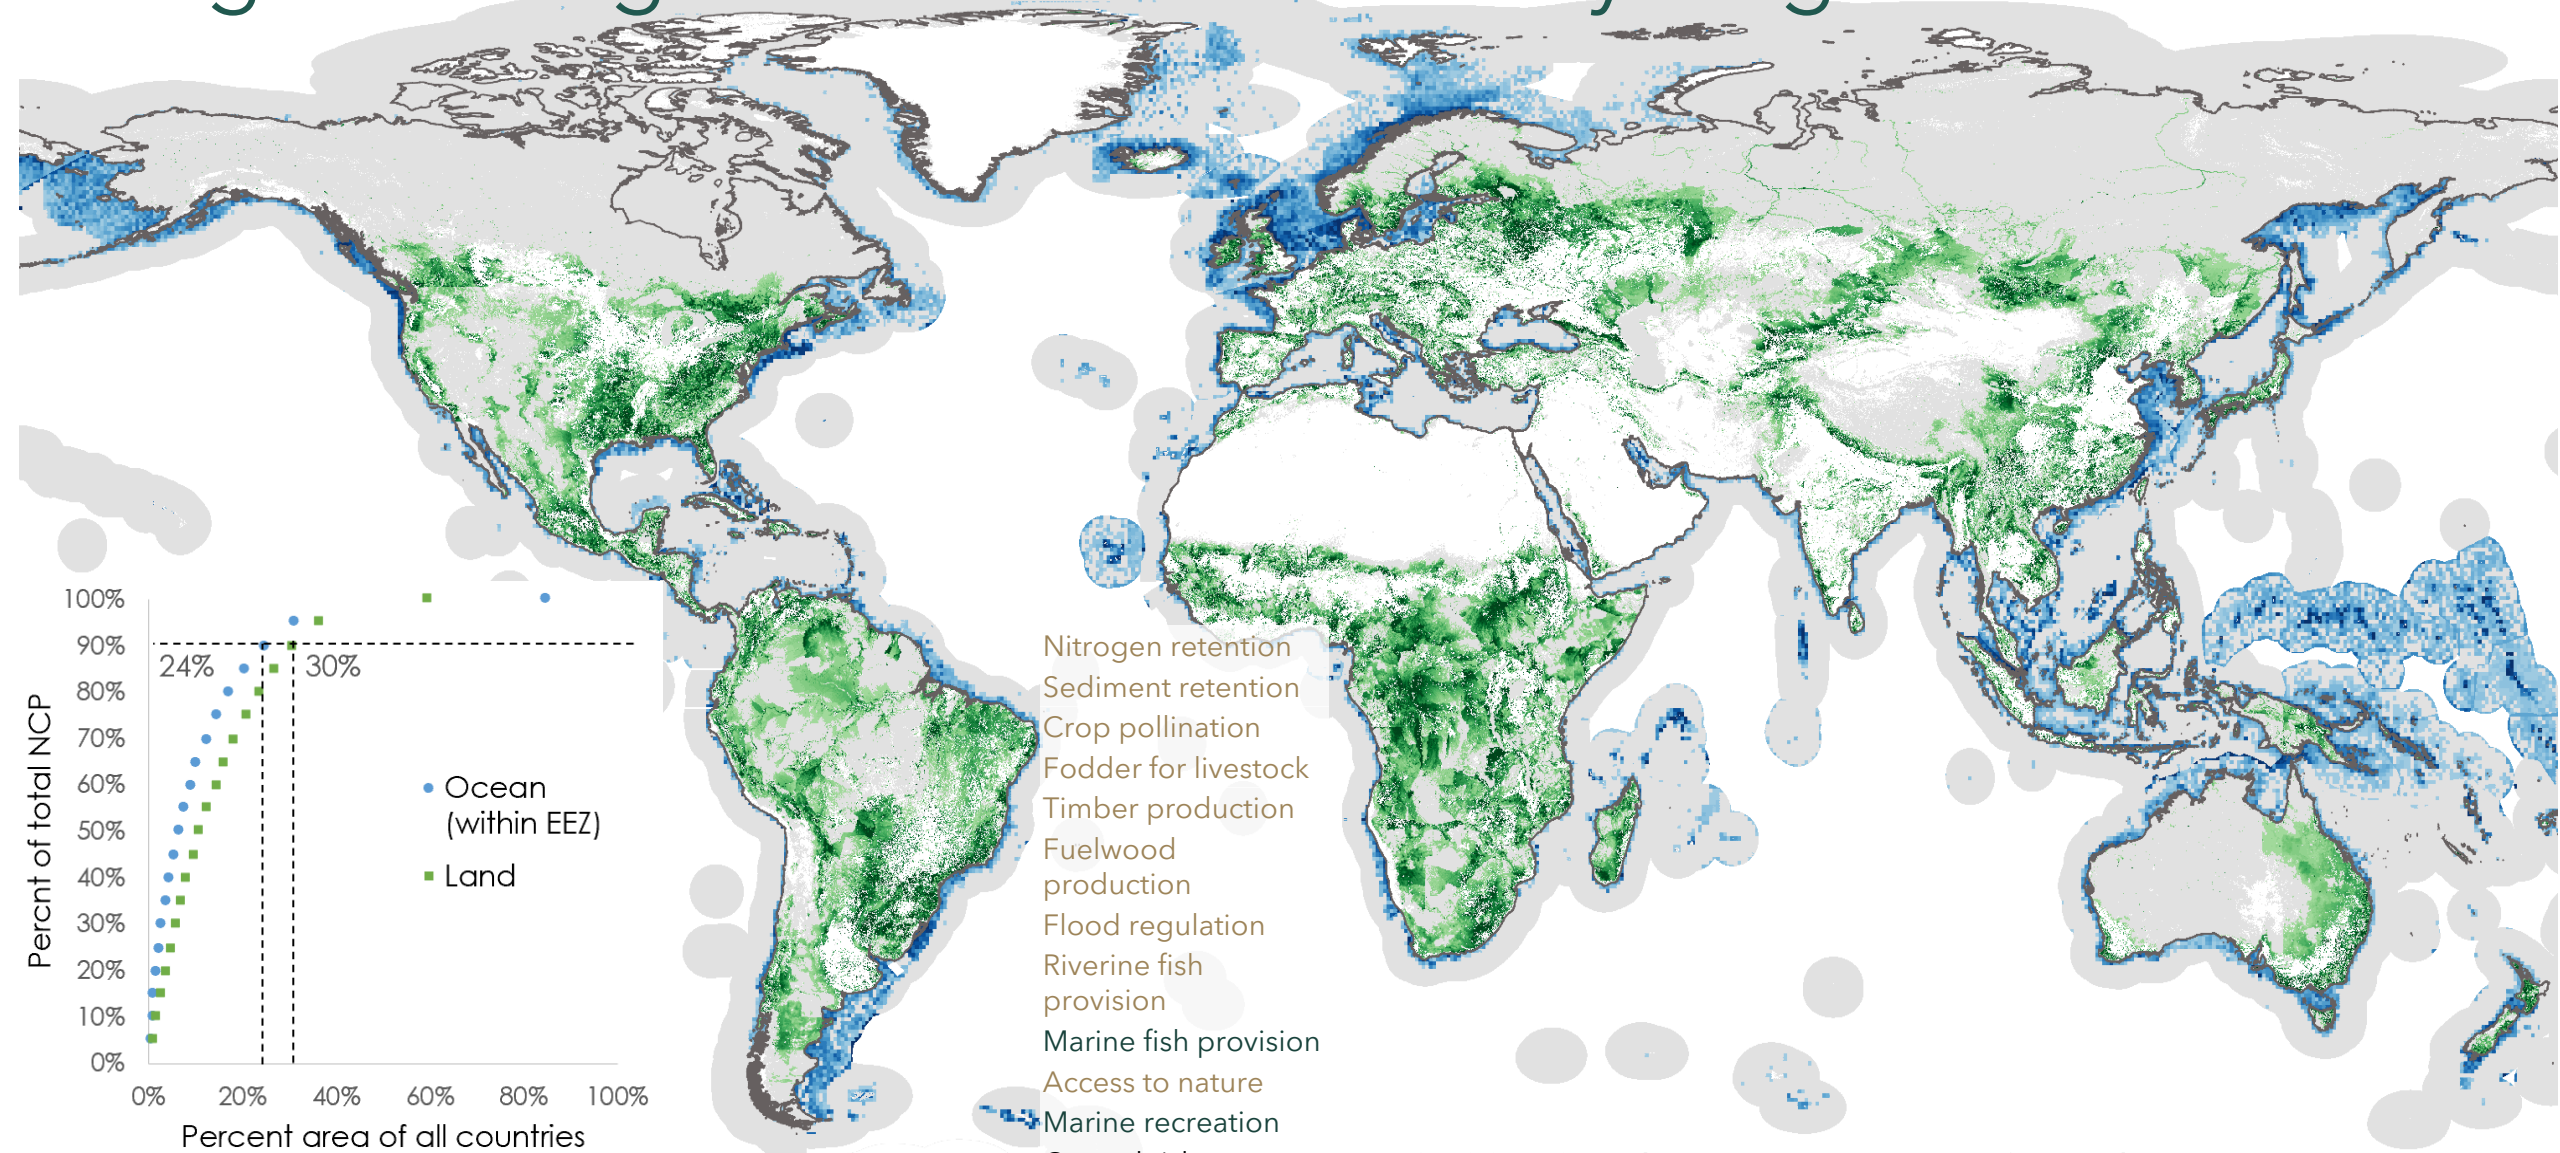 100%
90%
80%
70%
60%
50%
40%
30%
20%
10%
0%
Percnt of total NCP
24%
30%
Ocean
(within EEZ)
Land
0%
20%
40%
60%
80%
100%
Percent area of all countries
Nitrogen retention
Sediment retention
Crop pollination
Fodder for livestock
Timber production
Fuelwood
production
Flood regulation
Riverine fish
provision
Marine fish provision
Access to nature
Marine recreation